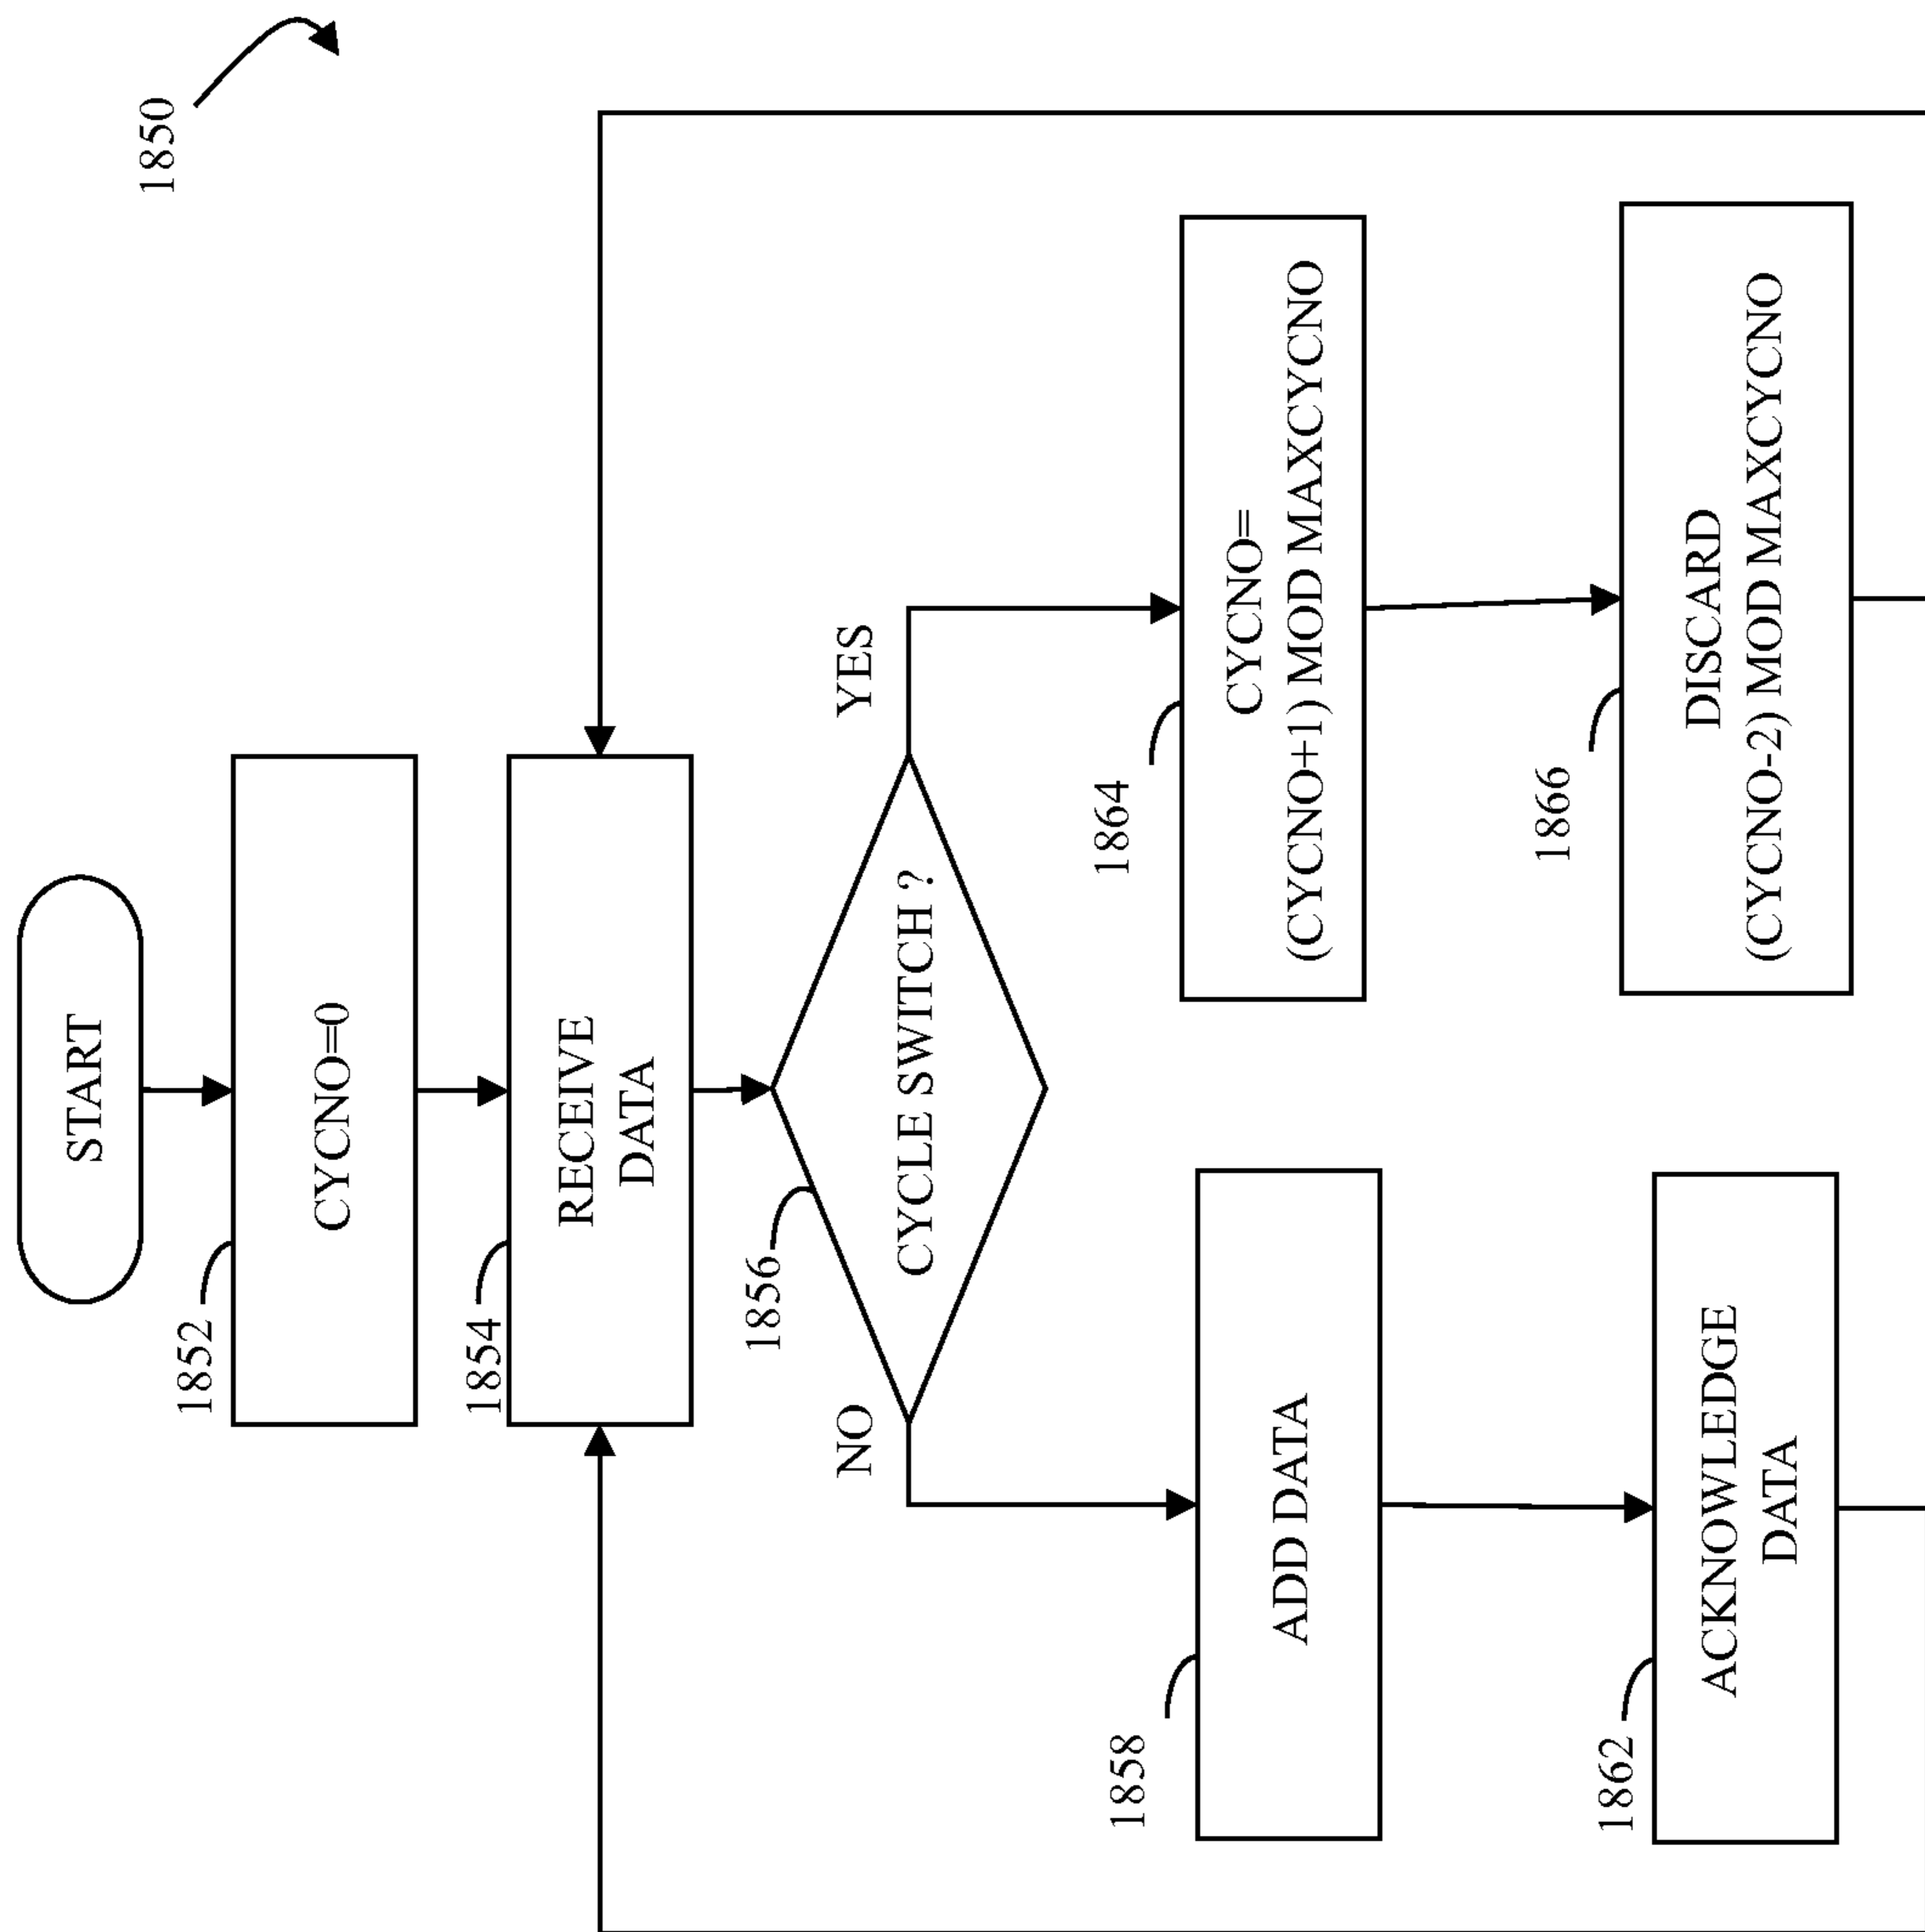 1850
START
1852
CYCNO=0
1854
RECEIVE
DATA
1856
CYCLE SWITCH ?
NO
YES
1858
ADD DATA
1864
CYCNO=
(CYCNO+1) MOD MAXCYCNO
1862
ACKNOWLEDGE
DATA
1866
DISCARD
(CYCNO-2) MOD MAXCYCNO